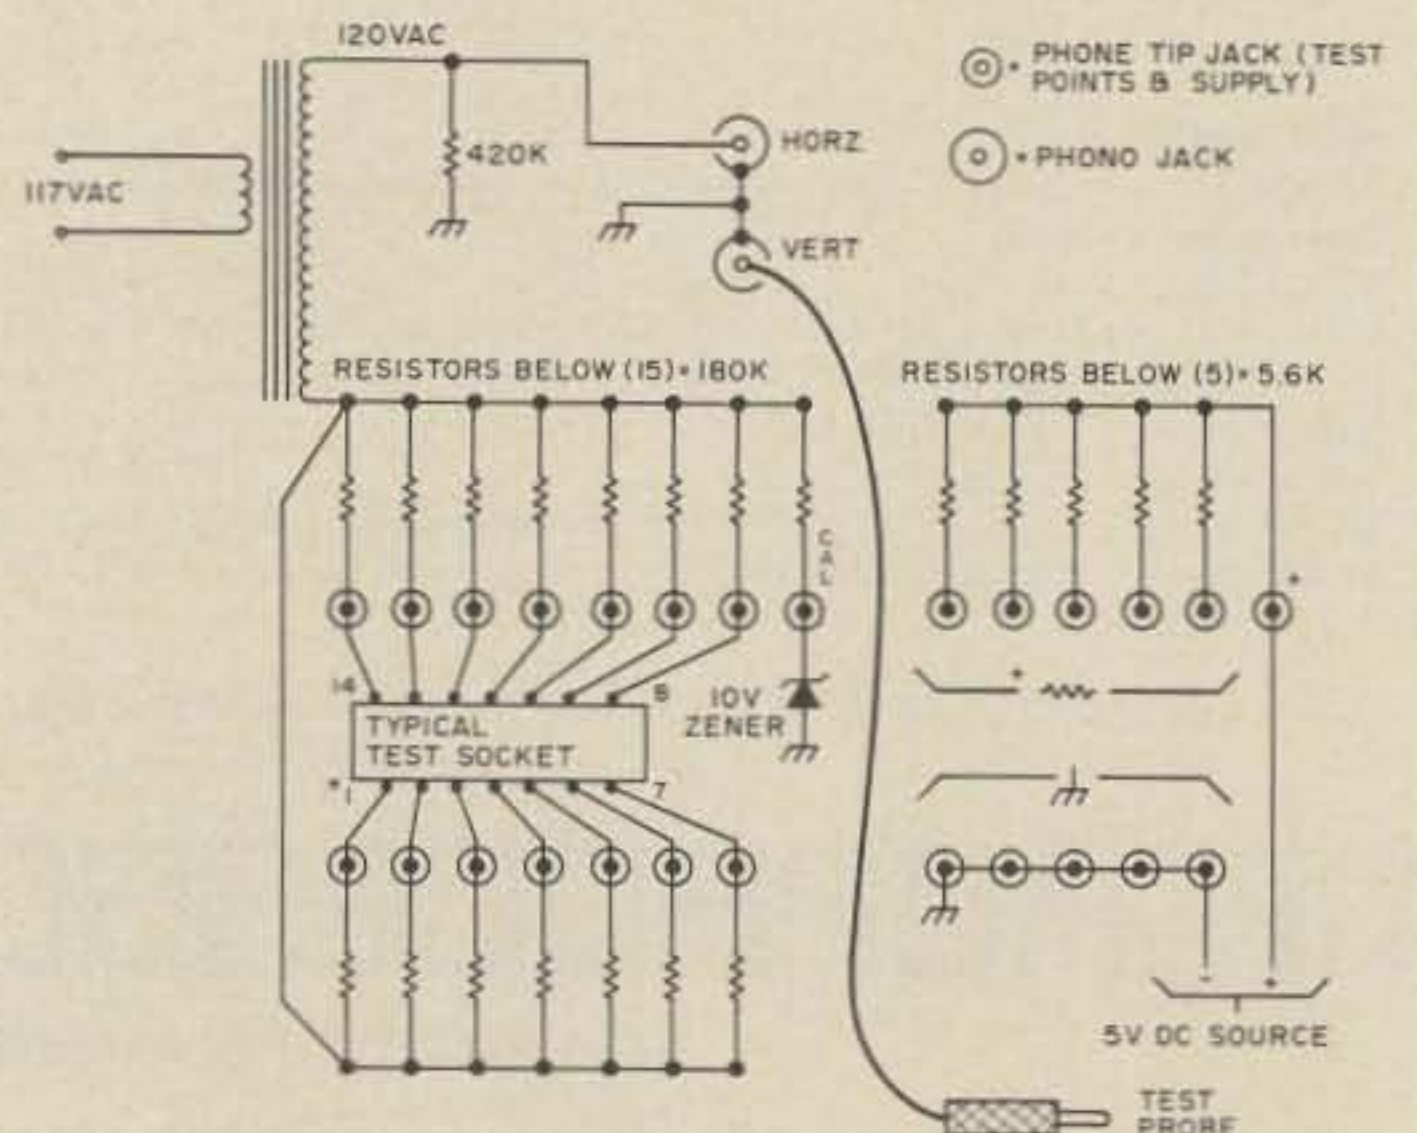 120VAC
PHONE TIP JACK (TEST
POINTS & SUPPLY)
420K
HORZ
PHONO JACK
117VAC
VERT
RESISTORS BELOW (15)=180K
RESISTORS BELOW (5)=5.6K
CAL
+
14
8
10V
ZENER
+
TYPICAL
TEST SOCKET
*1
7
- +
5V DC SOURCE
TEST
PROBE